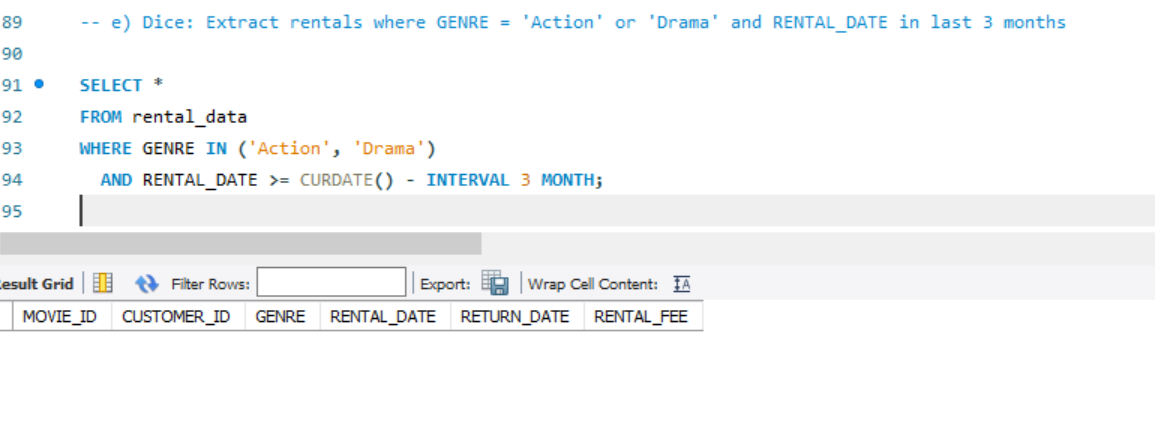 89 -- e) Dice: Extract rentals where GENRE = 'Action' or 'Drama' and RENTAL_DATE in last 3 months
90
91 SELECT *
92 FROM rental_data
93 WHERE GENRE IN ('Action', 'Drama')
94 AND RENTAL_DATE >= CURDATE() - INTERVAL 3 MONTH;
95
esult Grid Filter Rows: Export: Wrap Cell Content: IA
MOVIE_ID CUSTOMER_ID GENRE RENTAL_DATE RETURN_DATE RENTAL_FEE